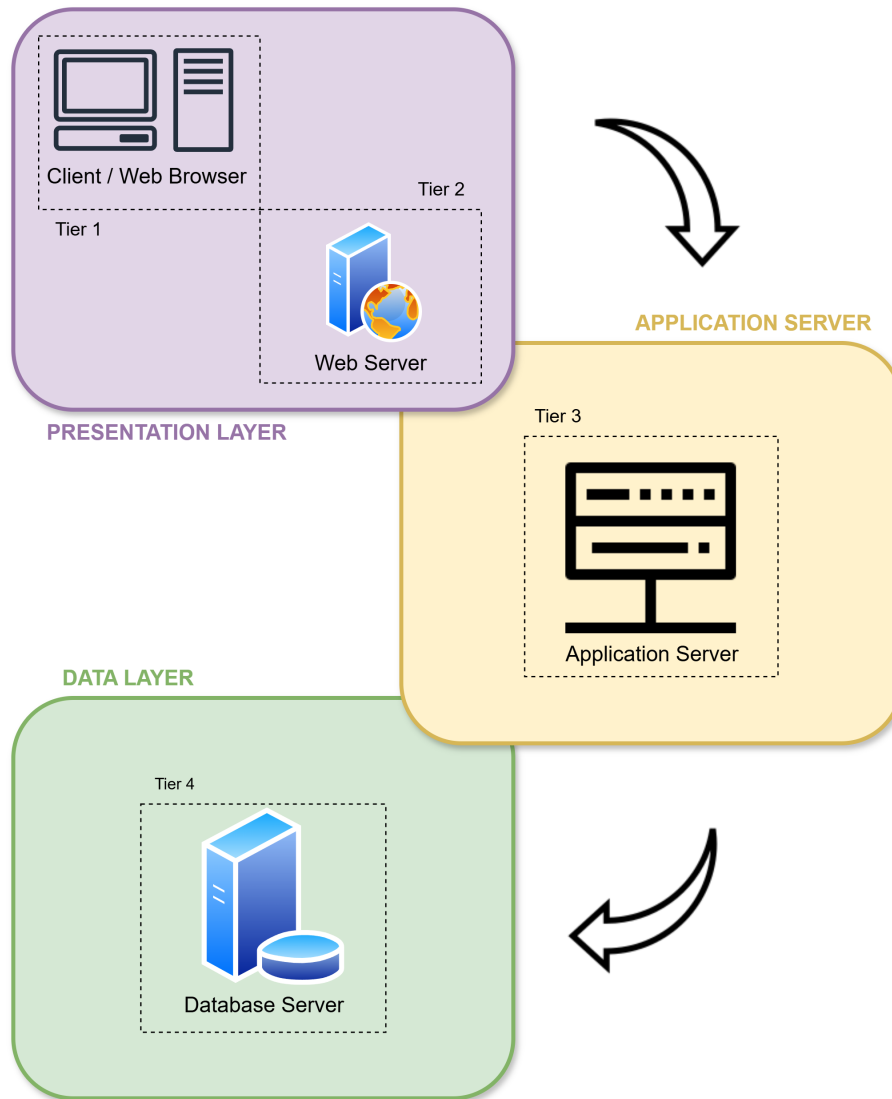 Client / Web Browser
Tier 1
Tier 2
Web Server
PRESENTATION LAYER
APPLICATION SERVER
Tier 3
Application Server
DATA LAYER
Tier 4
Database Server